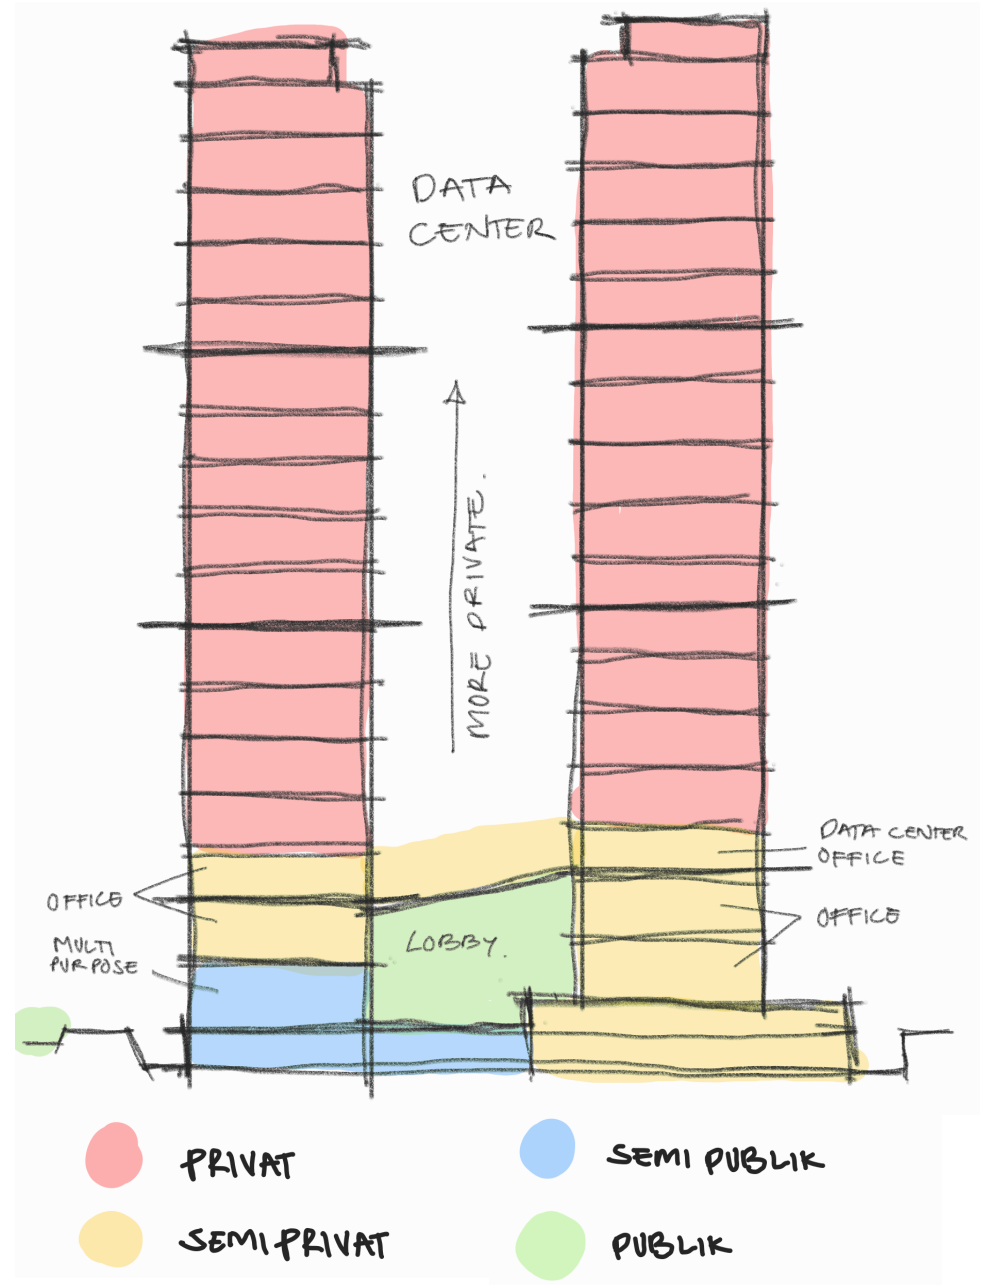 DATA
CENTER
MORE PRIVATE.
DATA CENTER
OFFICE
OFFICE
OFFICE
MULTI
PURPOSE
LOBBY.
PRIVAT
SEMI PUBLIK
SEMI PRIVAT
PUBLIK